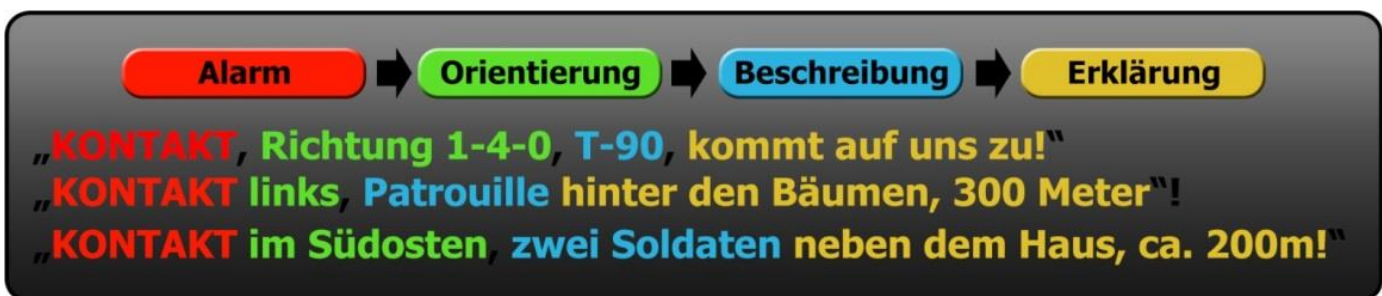 Alarm Orientierung Beschreibung Erklärung
„KONTAKT, Richtung 1-4-0, T-90, kommt auf uns zu!“
„KONTAKT links, Patrouille hinter den Bäumen, 300 Meter“!
„KONTAKT im Südosten, zwei Soldaten neben dem Haus, ca. 200m!“